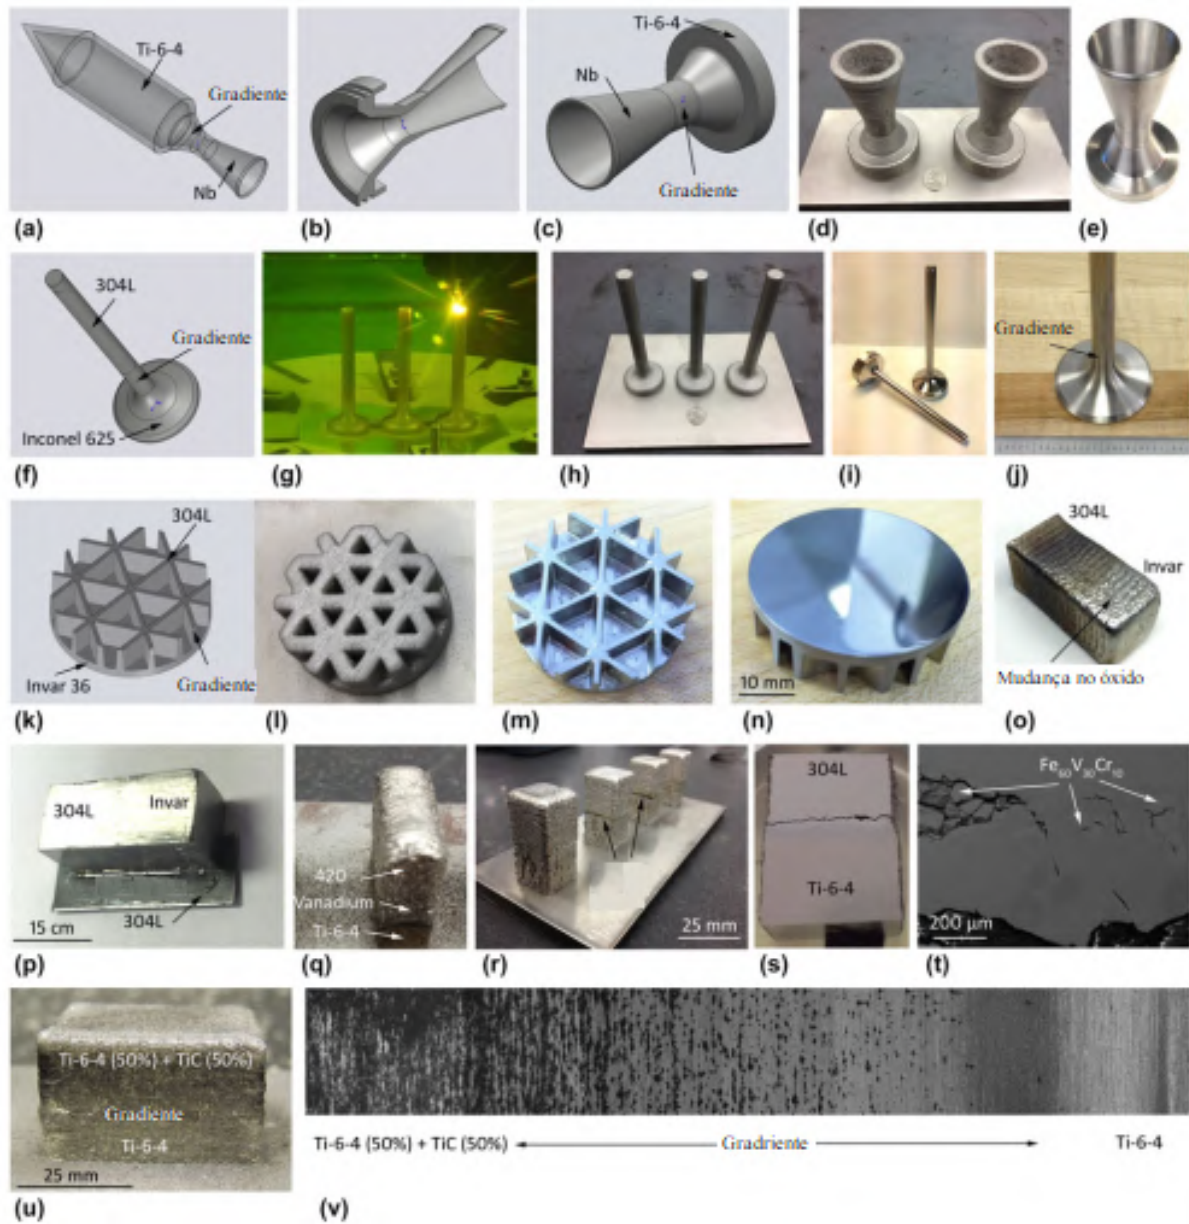 Ti-6-4
Gradiente
Nb
Ti-6-4
Nb
Gradiente
(a)
(b)
(c)
(d)
(e)
304L
Gradiente
Inconel 625
Gradiente
(f)
(g)
(h)
(i)
(j)
304L
Invar 36
Gradiente
10 mm
304L
Invar
Mudança no óxido
(k)
(l)
(m)
(n)
(o)
304L
Invar
304L
15 cm
420
Vanadium
Ti-6-4
25 mm
304L
Ti-6-4
Fe60V30Cr10
200 µm
(p)
(q)
(r)
(s)
(t)
Ti-6-4 (50%) + TiC (50%)
Gradiente
Ti-6-4
25 mm
Ti-6-4 (50%) + TiC (50%)
Gradriente
Ti-6-4
(u)
(v)